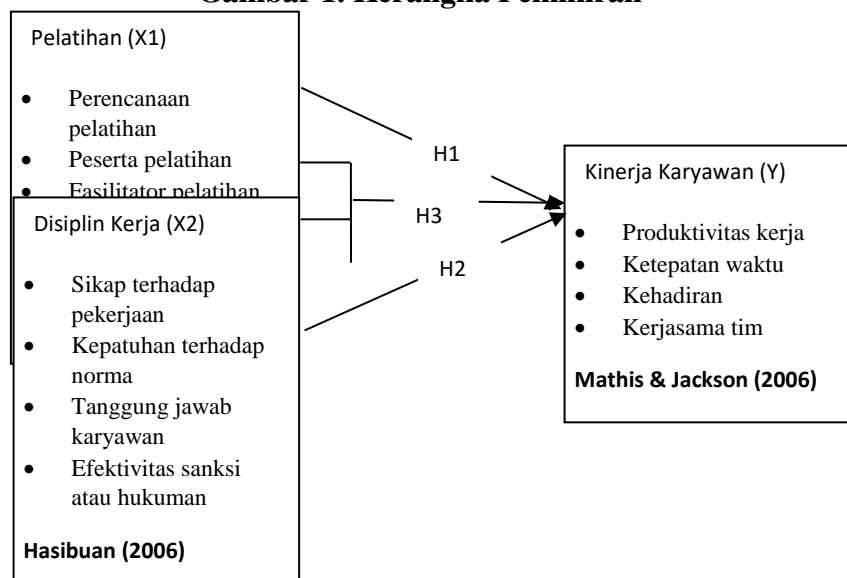 Pelatihan (X1)
• Perencanaan
pelatihan
• Peserta pelatihan
• Fasilitator pelatihan
Disiplin Kerja (X2)
• Sikap terhadap
pekerjaan
• Kepatuhan terhadap
norma
• Tanggung jawab
karyawan
• Efektivitas sanksi
atau hukuman
Hasibuan (2006)
H1
H3
H2
Kinerja Karyawan (Y)
• Produktivitas kerja
• Ketepatan waktu
• Kehadiran
• Kerjasama tim
Mathis & Jackson (2006)